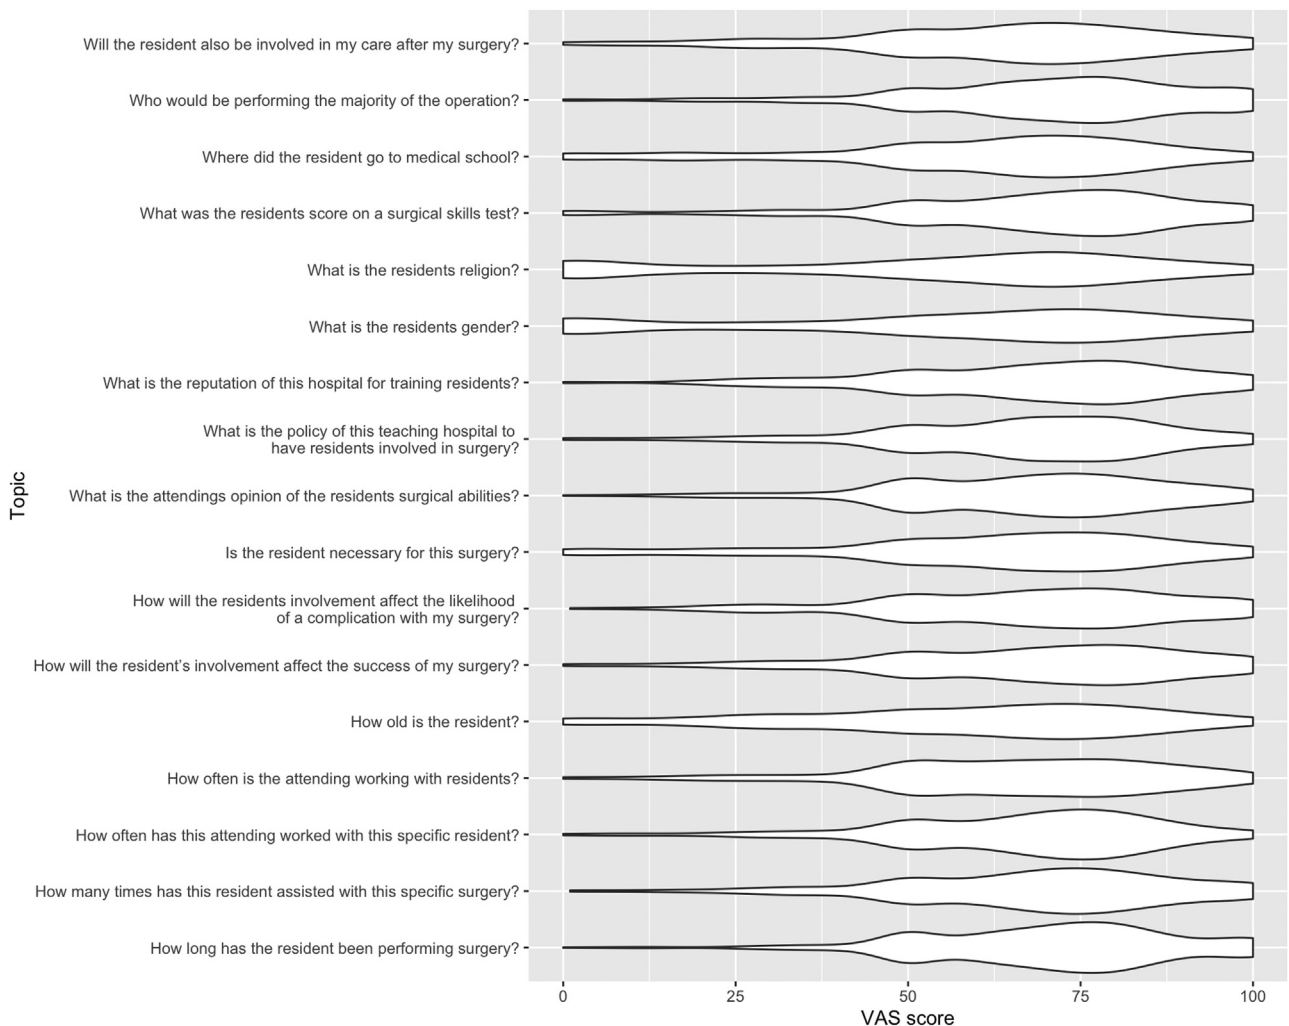 Will the resident also be involved in my care after my surgery?
Who would be performing the majority of the operation?
Where did the resident go to medical school?
What was the residents score on a surgical skills test?
What is the residents religion?
What is the residents gender?
What is the reputation of this hospital for training residents?
What is the policy of this teaching hospital to
have residents involved in surgery?
What is the attendings opinion of the residents surgical abilities?
Is the resident necessary for this surgery?
How will the residents involvement affect the likelihood
of a complication with my surgery?
How will the resident’s involvement affect the success of my surgery?
How old is the resident?
How often is the attending working with residents?
How often has this attending worked with this specific resident?
How many times has this resident assisted with this specific surgery?
How long has the resident been performing surgery?
Topic
0 25 50 75 100
VAS score